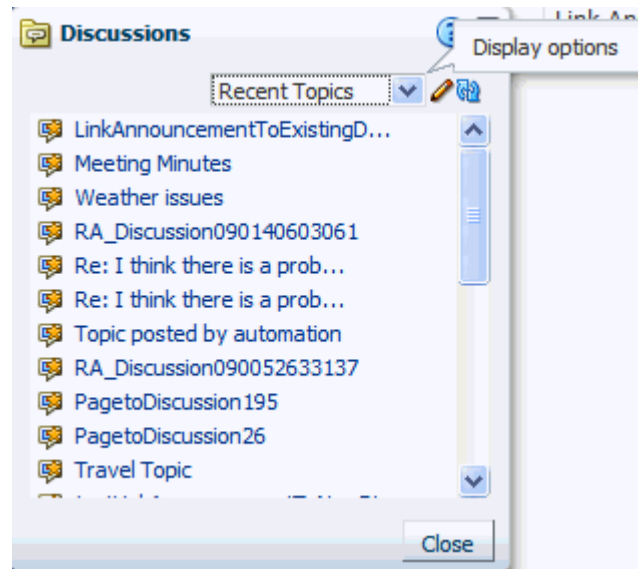 Discussions
Display options
Recent Topics
LinkAnnouncementToExistingD...
Meeting Minutes
Weather issues
RA_Discussion090140603061
Re: I think there is a prob...
Re: I think there is a prob...
Topic posted by automation
RA_Discussion090052633137
PagetoDiscussion195
PagetoDiscussion26
Travel Topic
Close